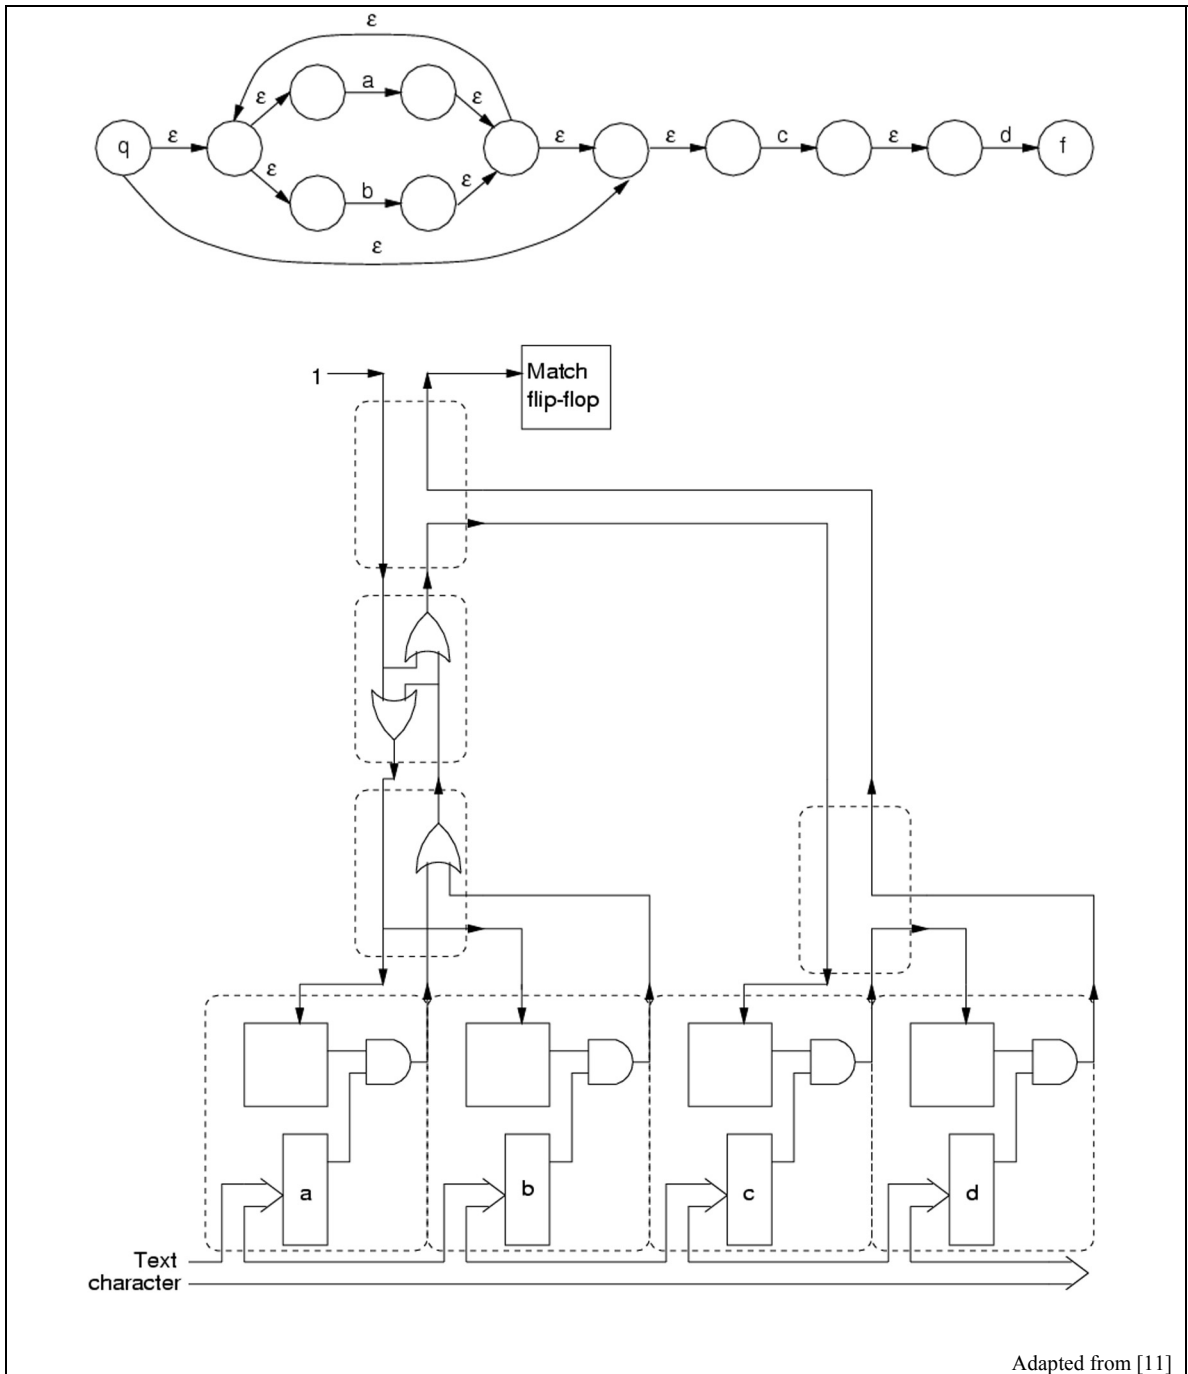 ε
ε a ε
q ε ε ε c ε d f
ε b ε
ε
1 Match
flip-flop
a b c d
Text
character
Adapted from [11]